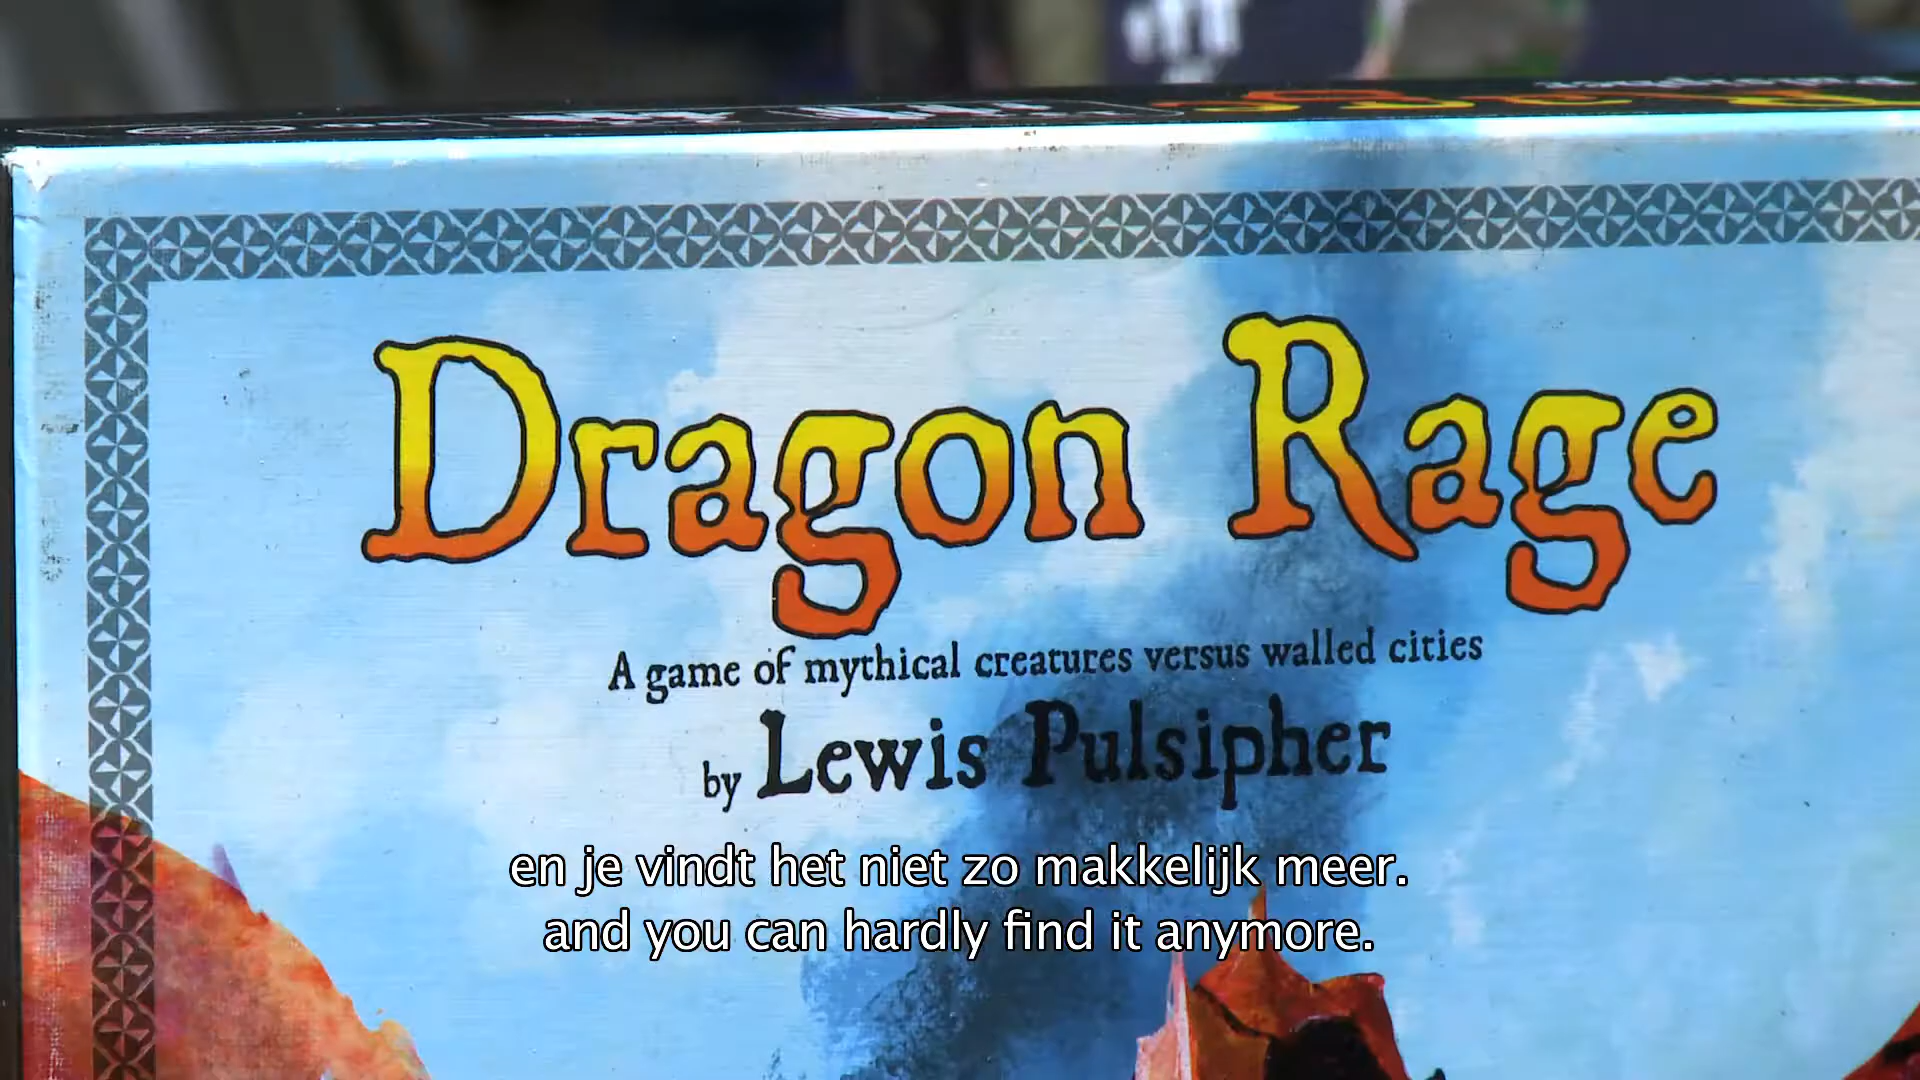 Dragon Rage
A game of mythical creatures versus walled cities
by Lewis Pulsipher
en je vindt het niet zo makkelijk meer.
and you can hardly find it anymore.